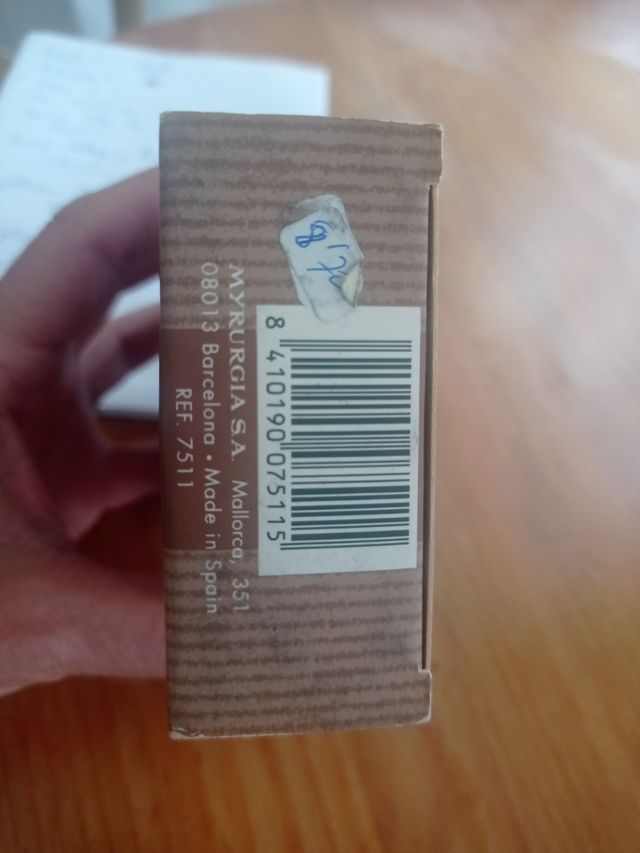 MYRURGIA S.A. Mallorca, 351
08013 Barcelona • Made in Spain
REF. 7511
8 410190 075115